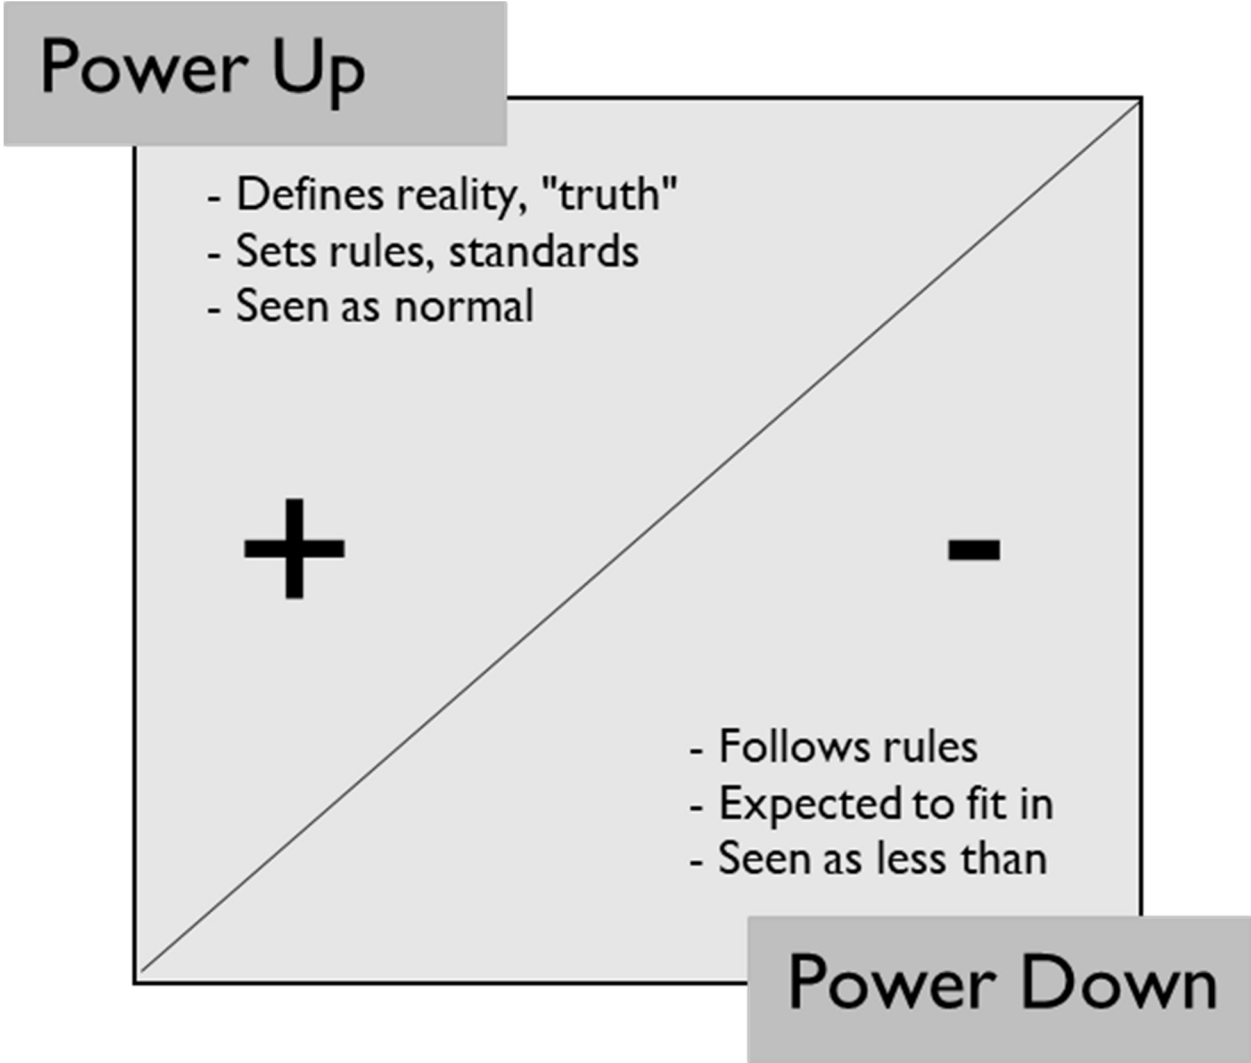 Power Up
- Defines reality, "truth"
- Sets rules, standards
- Seen as normal
+
-
- Follows rules
- Expected to fit in
- Seen as less than
Power Down